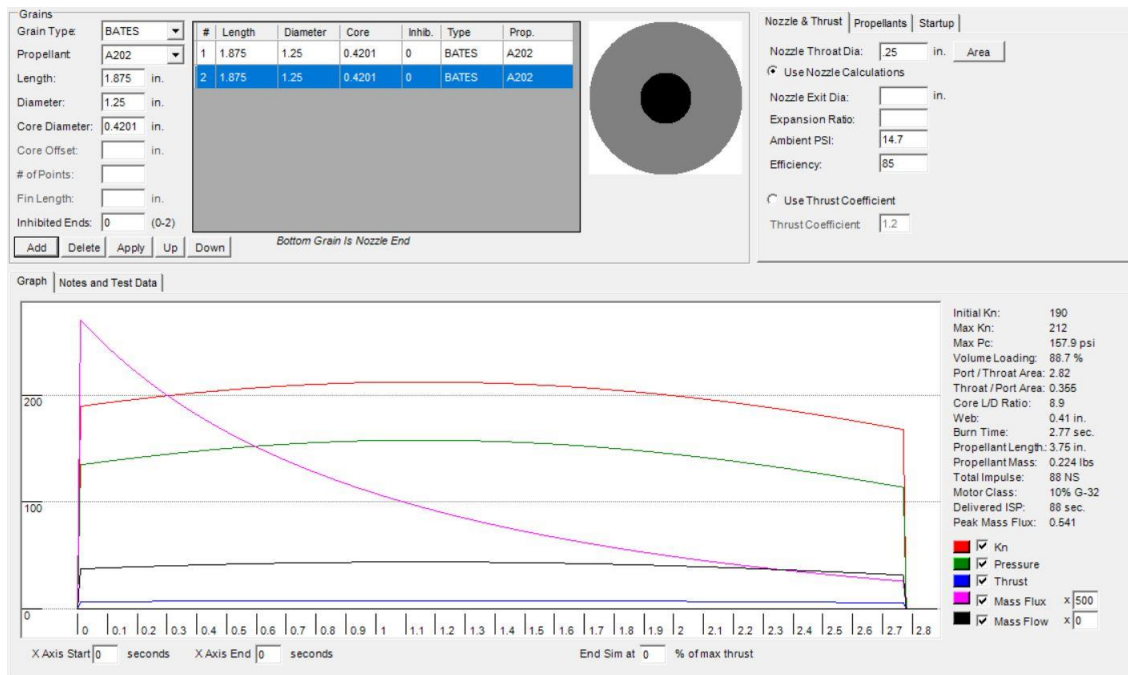 Grains
Grain Type: BATES
Propellant A202
Length: 1.875 in.
Diameter: 1.25 in.
Core Diameter: 0.4201 in.
Core Offset: in.
# of Points:
Fin Length: in.
Inhibited Ends: 0 (0-2)
Add Delete Apply Up Down
# Length Diameter Core Inhib. Type Prop.
1 1.875 1.25 0.4201 0 BATES A202
2 1.875 1.25 0.4201 0 BATES A202
Bottom Grain Is Nozzle End
Nozzle & Thrust Propellants Startup
Nozzle Throat Dia: .25 in. Area
Use Nozzle Calculations
Nozzle Exit Dia: in.
Expansion Ratio:
Ambient PSI: 14.7
Efficiency: 85
Use Thrust Coefficient
Thrust Coefficient 1.2
Graph Notes and Test Data
200
100
0
0 0.1 0.2 0.3 0.4 0.5 0.6 0.7 0.8 0.9 1 1.1 1.2 1.3 1.4 1.5 1.6 1.7 1.8 1.9 2 2.1 2.2 2.3 2.4 2.5 2.6 2.7 2.8
X Axis Start 0 seconds X Axis End 0 seconds End Sim at 0 % of max thrust
Initial Kn: 190
Max Kn: 212
Max Pc: 157.9 psi
Volume Loading: 88.7 %
Port / Throat Area: 2.82
Throat / Port Area: 0.355
Core L/D Ratio: 8.9
Web: 0.41 in.
Burn Time: 2.77 sec.
Propellant Length: 3.75 in.
Propellant Mass: 0.224 lbs
Total Impulse: 88 NS
Motor Class: 10% G-32
Delivered ISP: 88 sec.
Peak Mass Flux: 0.541
Kn
Pressure
Thrust
Mass Flux x 500
Mass Flow x 0